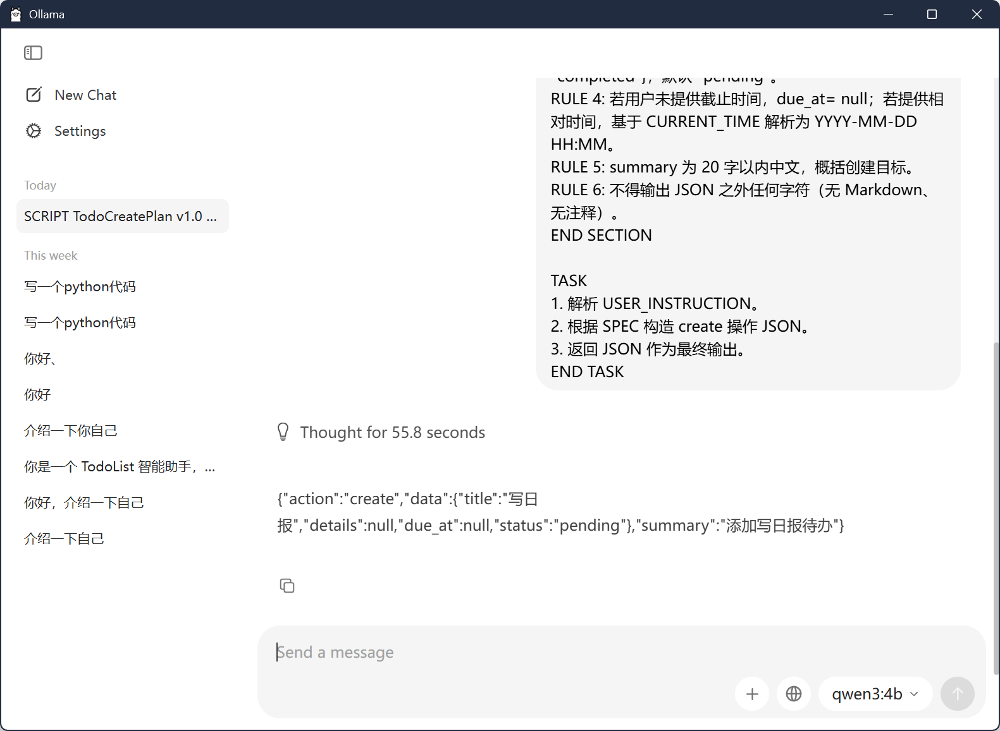 Ollama
New Chat
Settings
Today
SCRIPT TodoCreatePlan v1.0 ...
This week
写一个python代码
写一个python代码
你好、
你好
介绍一下你自己
你是一个 TodoList 智能助手，...
你好，介绍一下自己
介绍一下自己
"completed"}，默认 "pending"。
RULE 4: 若用户未提供截止时间，due_at= null；若提供相
对时间，基于 CURRENT_TIME 解析为 YYYY-MM-DD
HH:MM。
RULE 5: summary 为 20 字以内中文，概括创建目标。
RULE 6: 不得输出 JSON 之外任何字符（无 Markdown、
无注释）。
END SECTION
TASK
1. 解析 USER_INSTRUCTION。
2. 根据 SPEC 构造 create 操作 JSON。
3. 返回 JSON 作为最终输出。
END TASK
Thought for 55.8 seconds
{"action":"create","data":{"title":"写日
报","details":null,"due_at":null,"status":"pending"},"summary":"添加写日报待办"}
Send a message
qwen3:4b